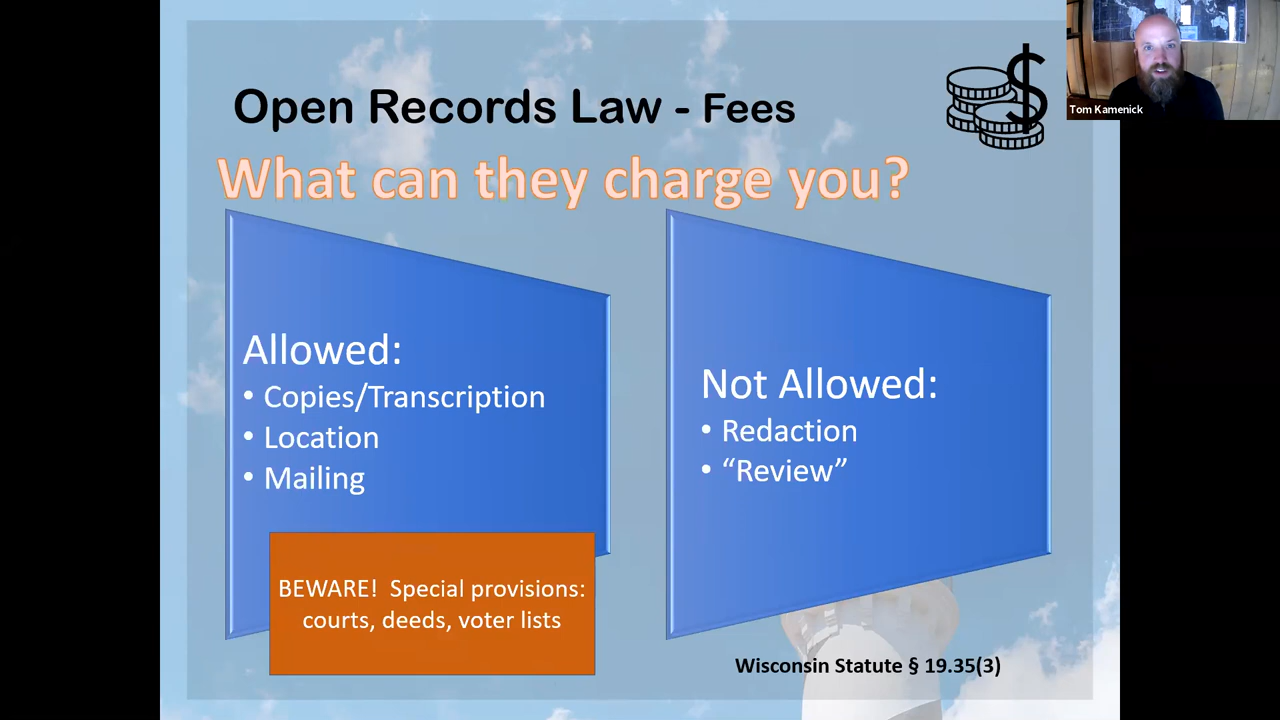 Open Records Law - Fees
Tom Kamenick
What can they charge you?
Allowed:
• Copies/Transcription
• Location
• Mailing
Not Allowed:
• Redaction
• “Review”
BEWARE!  Special provisions:
courts, deeds, voter lists
Wisconsin Statute § 19.35(3)